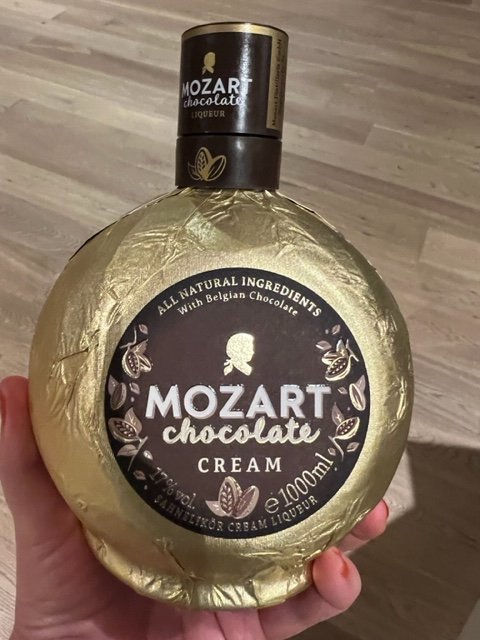 MOZART
chocolate
LIQUEUR
ALL NATURAL INGREDIENTS
With Belgian Chocolate
MOZART
chocolate
CREAM
17%vol
℮1000ml
SAHNELIKÖR CREAM LIQUEUR